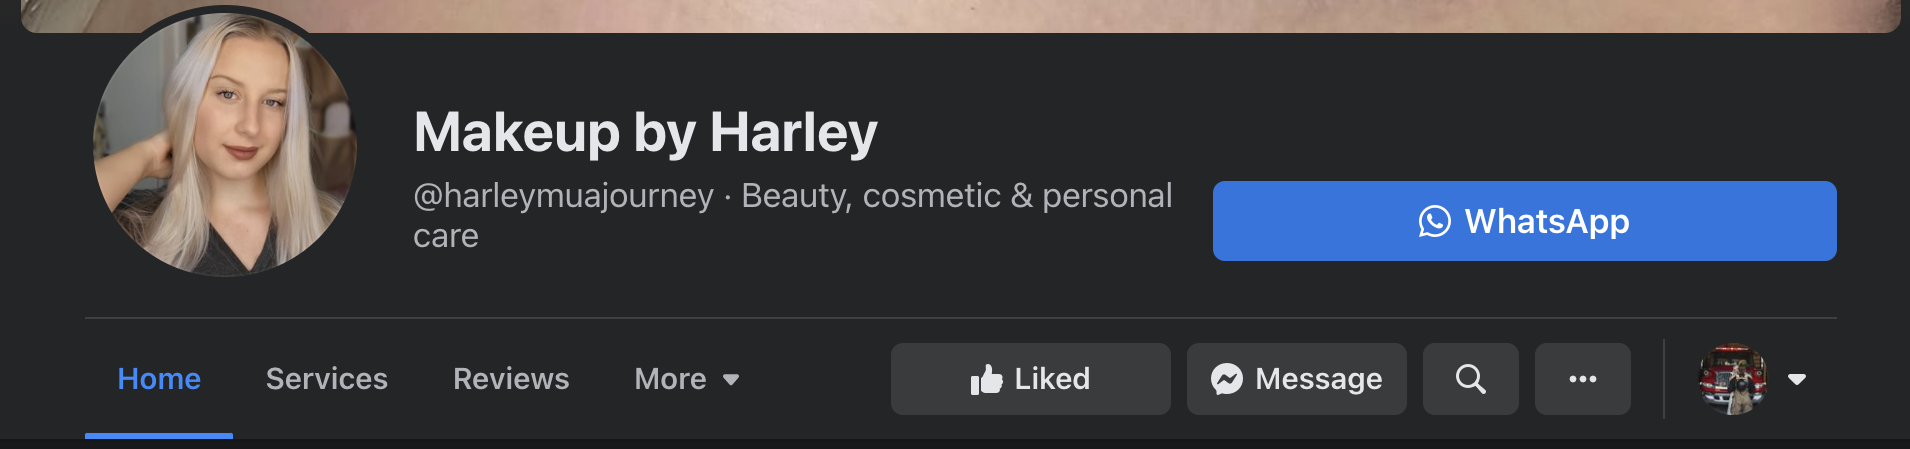 Makeup by Harley
@harleymuajourney · Beauty, cosmetic & personal
care
WhatsApp
Home
Services
Reviews
More
Liked
Message